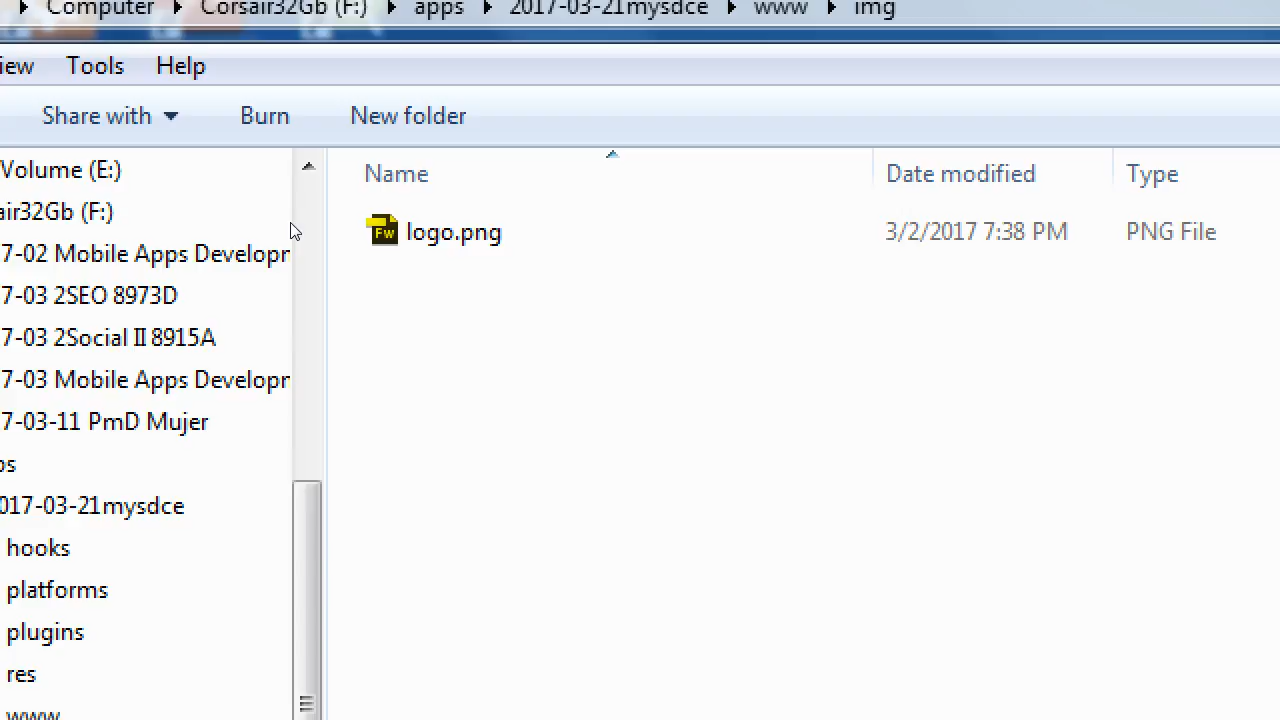 Computer Corsair32Gb (F:) apps 2017-03-21mysdce www img
iew Tools Help
Share with Burn New folder
Volume (E:)
air32Gb (F:)
7-02 Mobile Apps Developr
7-03 2SEO 8973D
7-03 2Social II 8915A
7-03 Mobile Apps Developr
7-03-11 PmD Mujer
os
017-03-21mysdce
hooks
platforms
plugins
res
www
Name Date modified Type
Fw logo.png 3/2/2017 7:38 PM PNG File